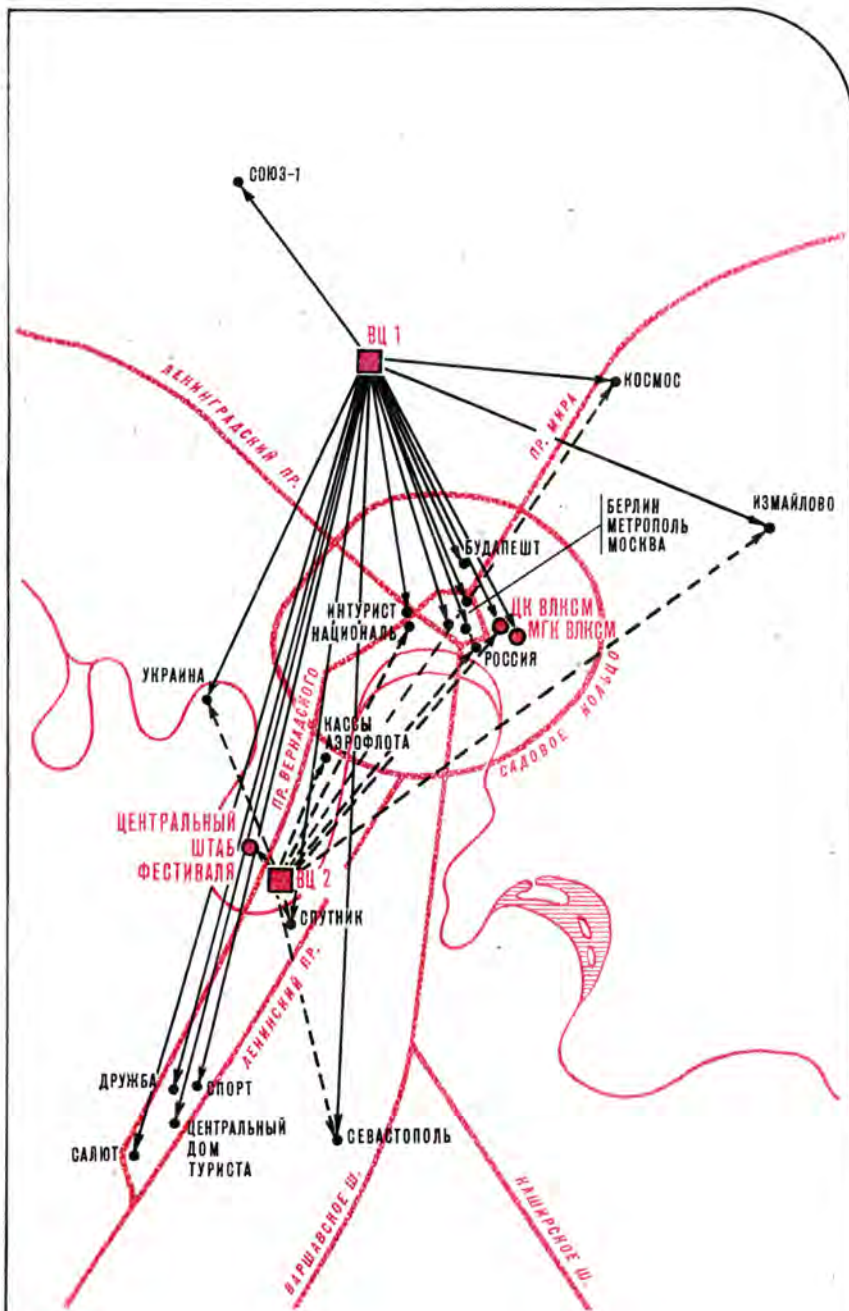 СОЮЗ-1
ВЦ 1
ЛЕНИНГРАДСКИЙ ПР.
КОСМОС
ПР. МИРА
ИЗМАЙЛОВО
БЕРЛИН
МЕТРОПОЛЬ
МОСКВА
БУДАПЕШТ
ИНТУРИСТ
НАЦИОНАЛЬ
ЦК ВЛКСМ
МГК ВЛКСМ
РОССИЯ
УКРАИНА
САДОВОЕ КОЛЬЦО
КАССЫ
АЭРОФЛОТА
ПР. ВЕРНАДСКОГО
ЦЕНТРАЛЬНЫЙ
ШТАБ
ФЕСТИВАЛЯ
ВЦ 2
СПУТНИК
ЛЕНИНСКИЙ ПР.
ДРУЖБА
СПОРТ
ЦЕНТРАЛЬНЫЙ
ДОМ
ТУРИСТА
САЛЮТ
СЕВАСТОПОЛЬ
ВАРШАВСКОЕ Ш.
КАШИРСКОЕ Ш.